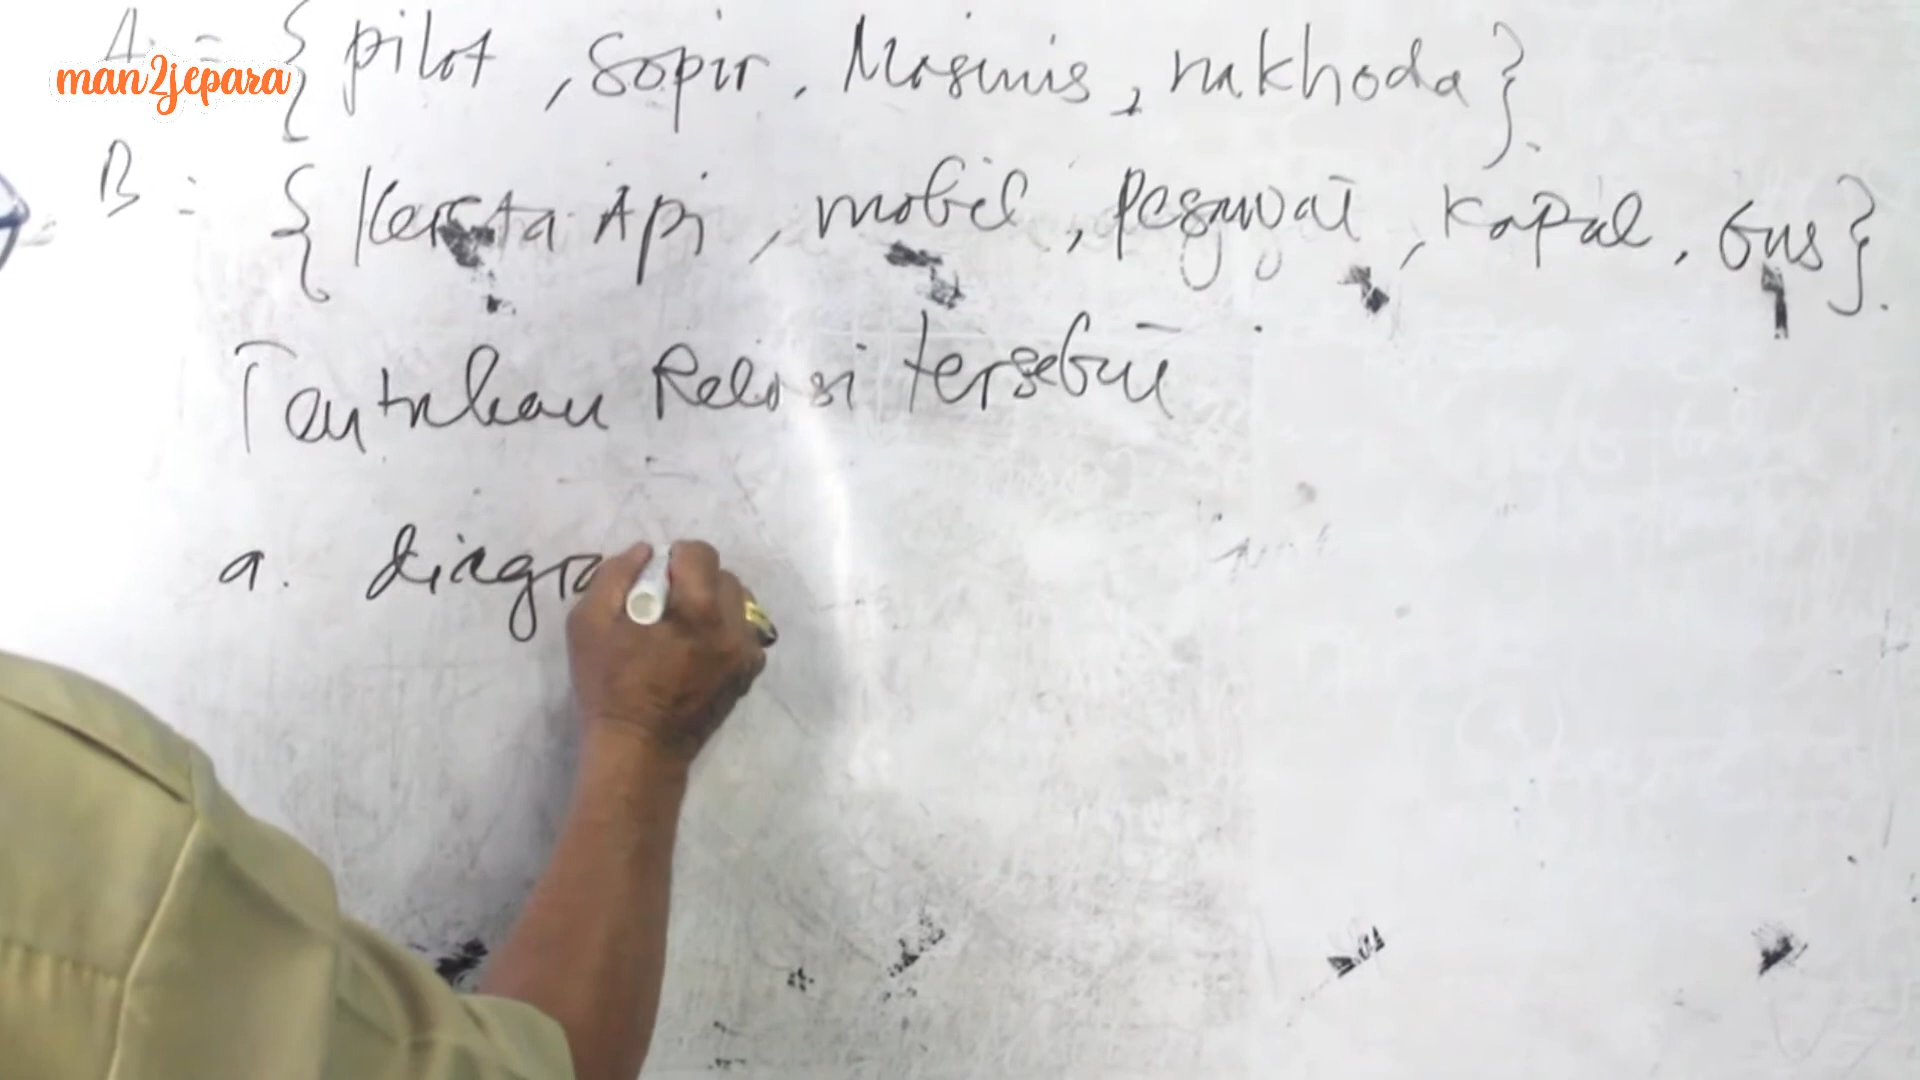 A = { pilot, Sopir, Masinis, nakhoda}.
man2jepara
B = { Kereta Api, mobil, Pesawat, Kapal, Bus}.
Tentukan Relasi tersebut
a. diagra